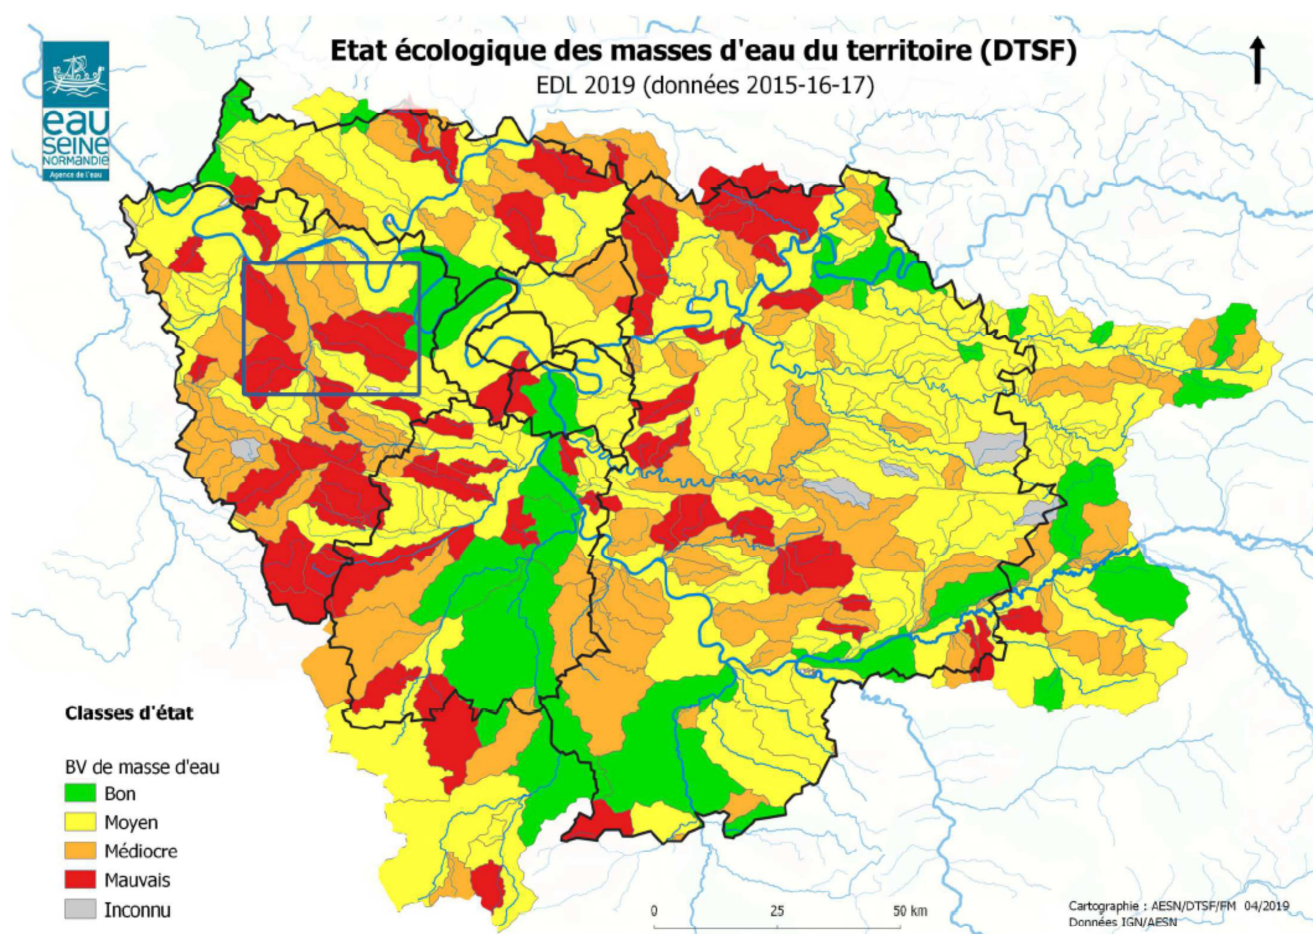 Etat écologique des masses d'eau du territoire (DTSF)
EDL 2019 (données 2015-16-17)
eau
SEINE
NORMANDIE
Agence de l'eau
Classes d'état
BV de masse d'eau
Bon
Moyen
Médiocre
Mauvais
Inconnu
0 25 50 km
Cartographie : AESN/DTSF/FM 04/2019
Données IGN/AESN